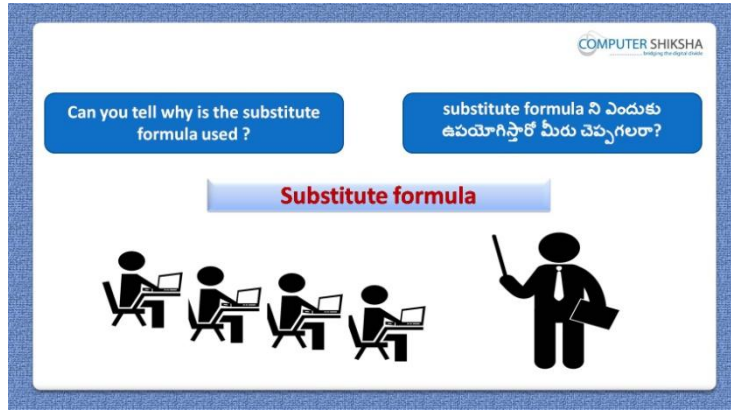 COMPUTER SHIKSHA
bridging the digital divide
Can you tell why is the substitute
formula used ?
substitute formula ని ఎందుకు
ఉపయోగిస్తారో మీరు చెప్పగలరా?
Substitute formula